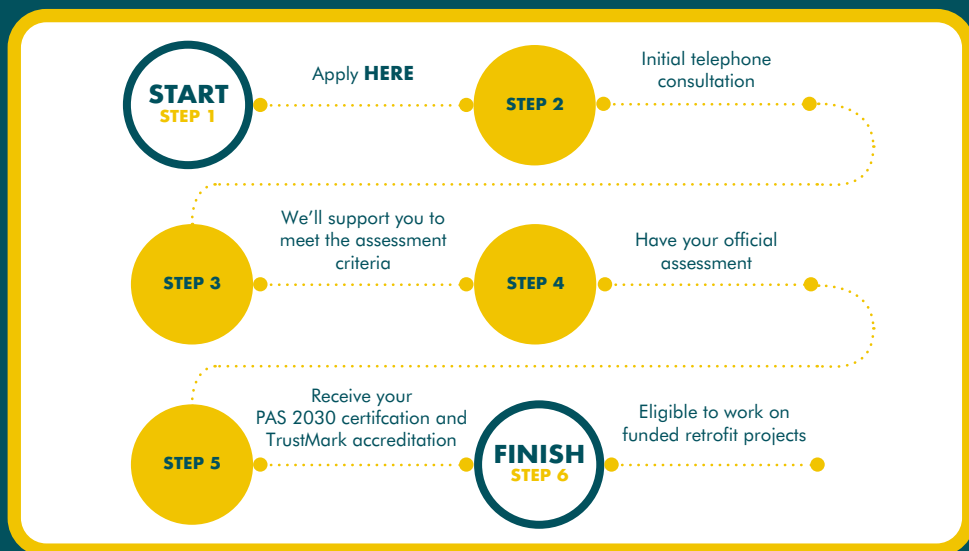 START
STEP 1
Apply HERE
STEP 2
Initial telephone
consultation
STEP 3
We'll support you to
meet the assessment
criteria
STEP 4
Have your official
assessment
STEP 5
Receive your
PAS 2030 certifcation and
TrustMark accreditation
FINISH
STEP 6
Eligible to work on
funded retrofit projects